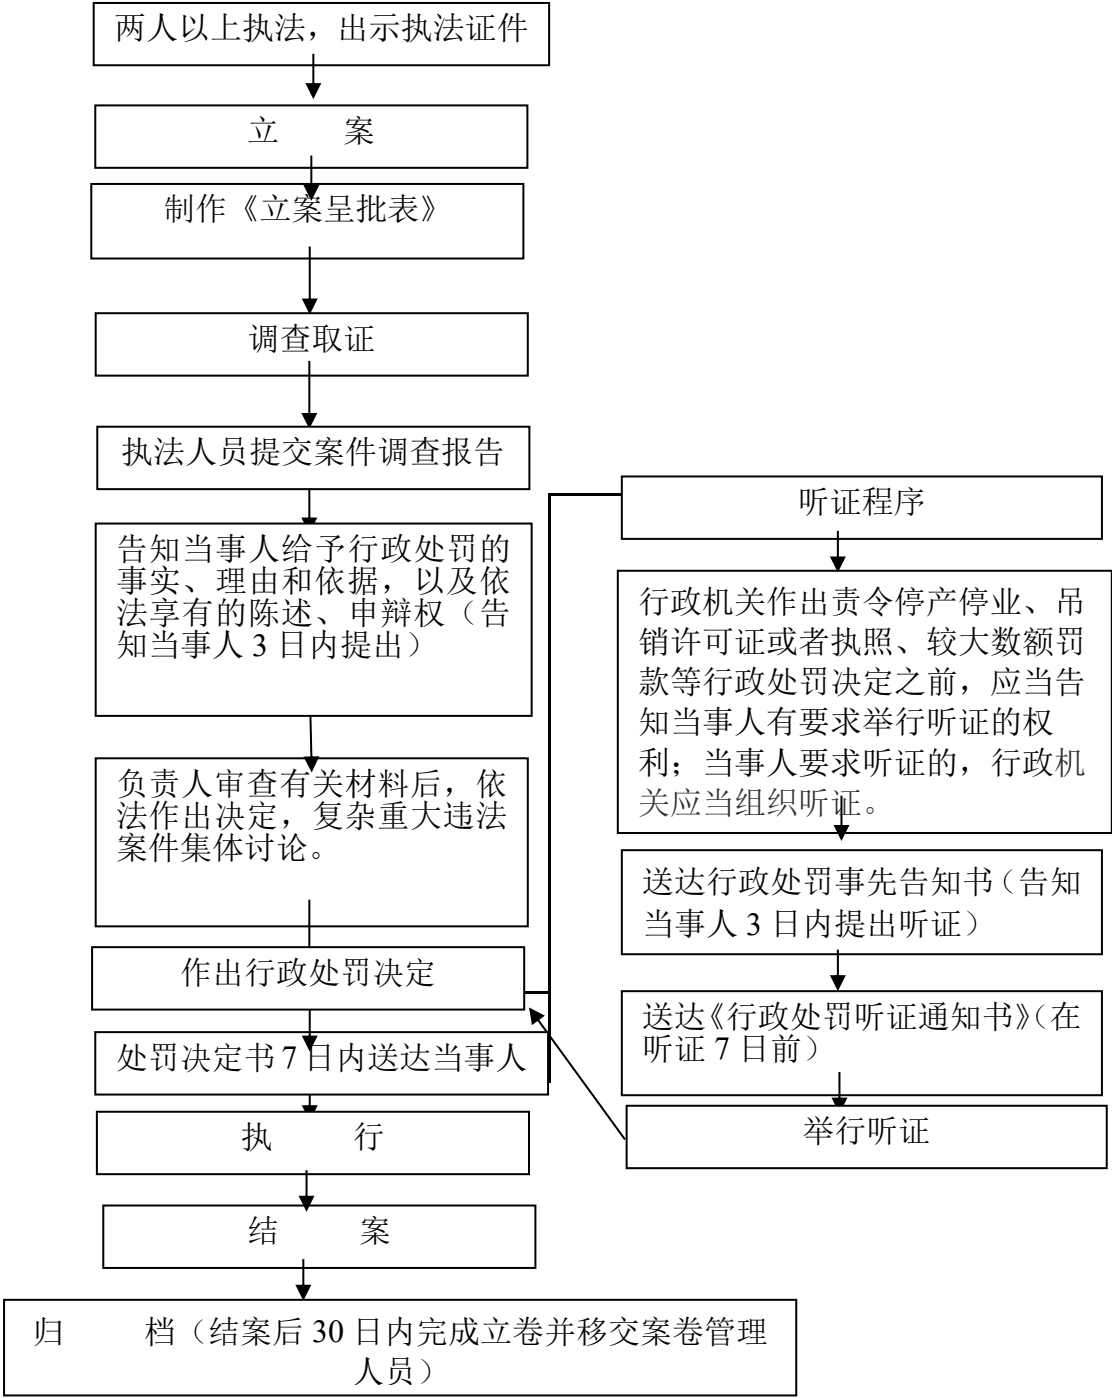 两人以上执法，出示执法证件
立 案
制作《立案呈批表》
调查取证
执法人员提交案件调查报告
告知当事人给予行政处罚的
事实、理由和依据，以及依
法享有的陈述、申辩权（告
知当事人 3 日内提出）
负责人审查有关材料后，依
法作出决定，复杂重大违法
案件集体讨论。
作出行政处罚决定
处罚决定书 7 日内送达当事人
执 行
结 案
归 档（结案后 30 日内完成立卷并移交案卷管理
人员）
听证程序
行政机关作出责令停产停业、吊
销许可证或者执照、较大数额罚
款等行政处罚决定之前，应当告
知当事人有要求举行听证的权
利；当事人要求听证的，行政机
关应当组织听证。
送达行政处罚事先告知书（告知
当事人 3 日内提出听证）
送达《行政处罚听证通知书》（在
听证 7 日前）
举行听证